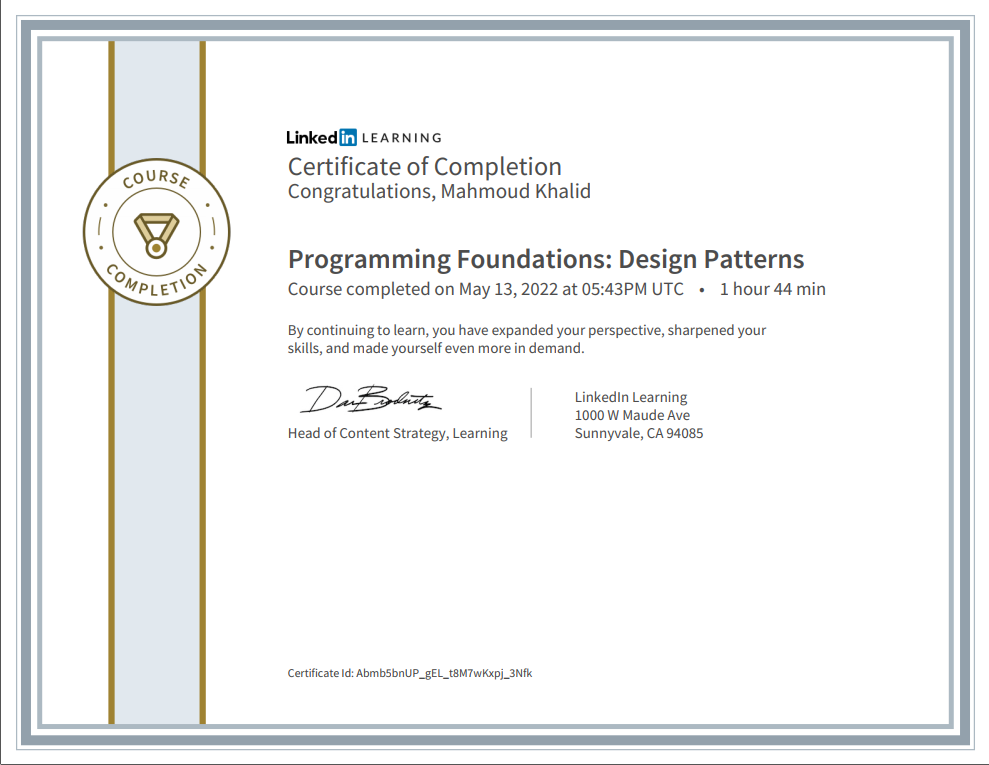 COURSE
COMPLETION
Linked in LEARNING
Certificate of Completion
Congratulations, Mahmoud Khalid
Programming Foundations: Design Patterns
Course completed on May 13, 2022 at 05:43PM UTC • 1 hour 44 min
By continuing to learn, you have expanded your perspective, sharpened your
skills, and made yourself even more in demand.
Head of Content Strategy, Learning
LinkedIn Learning
1000 W Maude Ave
Sunnyvale, CA 94085
Certificate Id: Abmb5bnUP_gEL_t8M7wKxpj_3Nfk